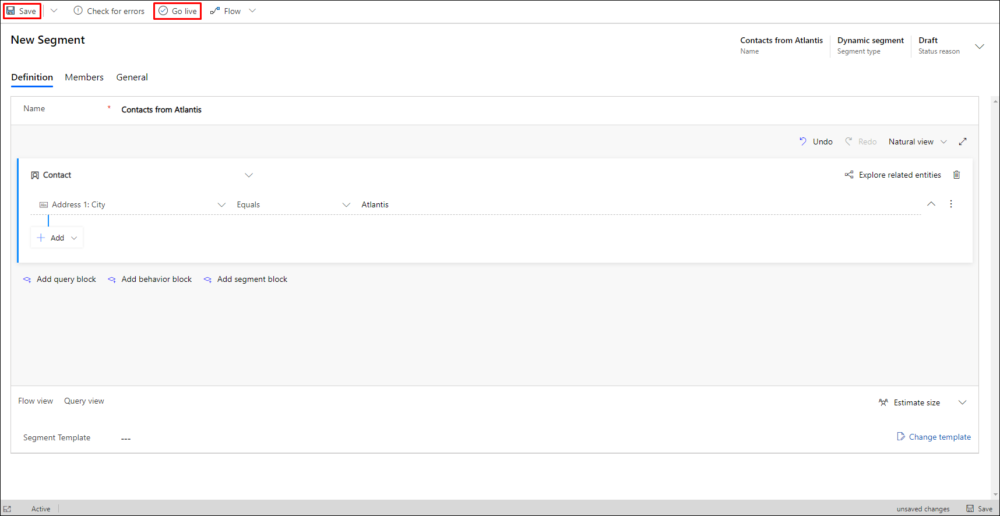 Save Check for errors Go live Flow
New Segment
Contacts from Atlantis Dynamic segment Draft
Name Segment type Status reason
Definition Members General
Name * Contacts from Atlantis
Undo Redo Natural view
Contact Explore related entities
Abc Address 1: City Equals Atlantis
Add
Add query block Add behavior block Add segment block
Flow view Query view Estimate size
Segment Template --- Change template
Active unsaved changes Save